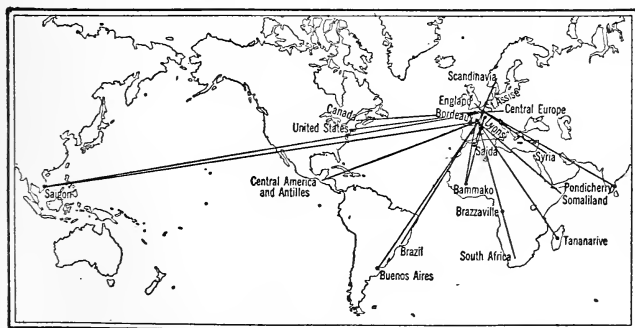 Scandinavia
England
Assise
Central Europe
Bordeaux
Lyons
Canada
United States
Saida
Syria
Saigon
Central America
and Antilles
Bammako
Pondicherry
Somaliland
Brazzaville
Tananarive
Brazil
South Africa
Buenos Aires